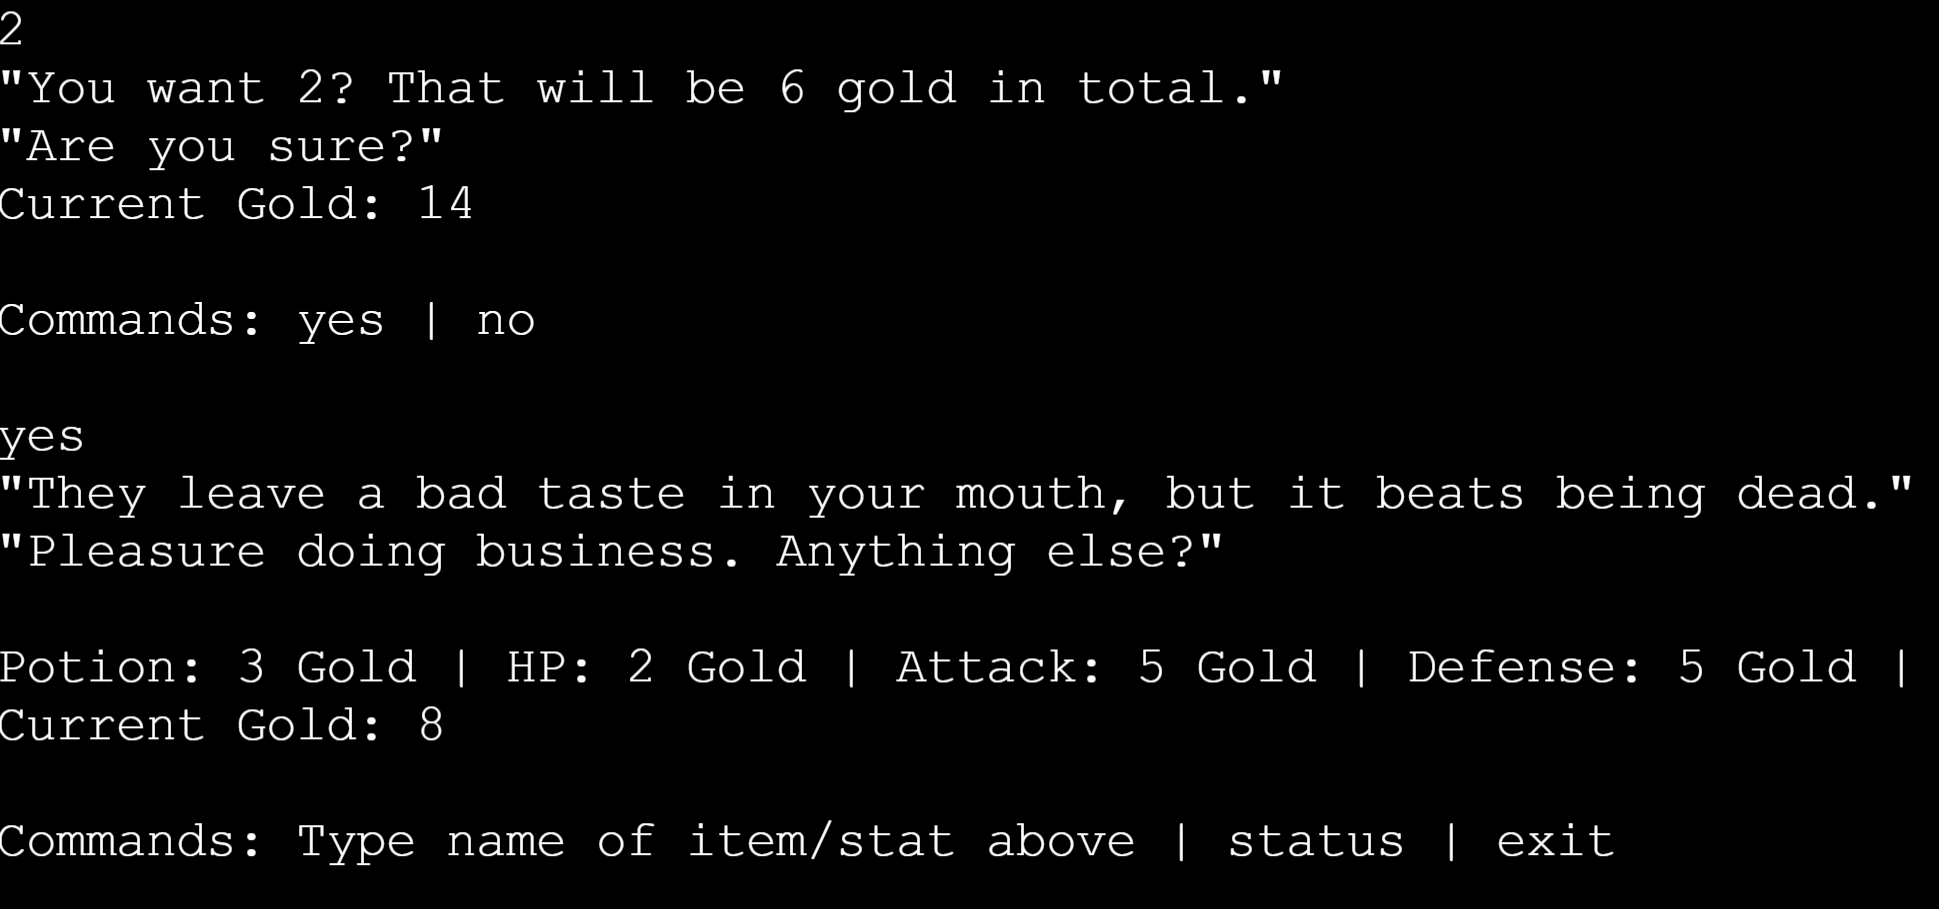 2
"You want 2? That will be 6 gold in total."
"Are you sure?"
Current Gold: 14
Commands: yes | no
yes
"They leave a bad taste in your mouth, but it beats being dead."
"Pleasure doing business. Anything else?"
Potion: 3 Gold | HP: 2 Gold | Attack: 5 Gold | Defense: 5 Gold |
Current Gold: 8
Commands: Type name of item/stat above | status | exit